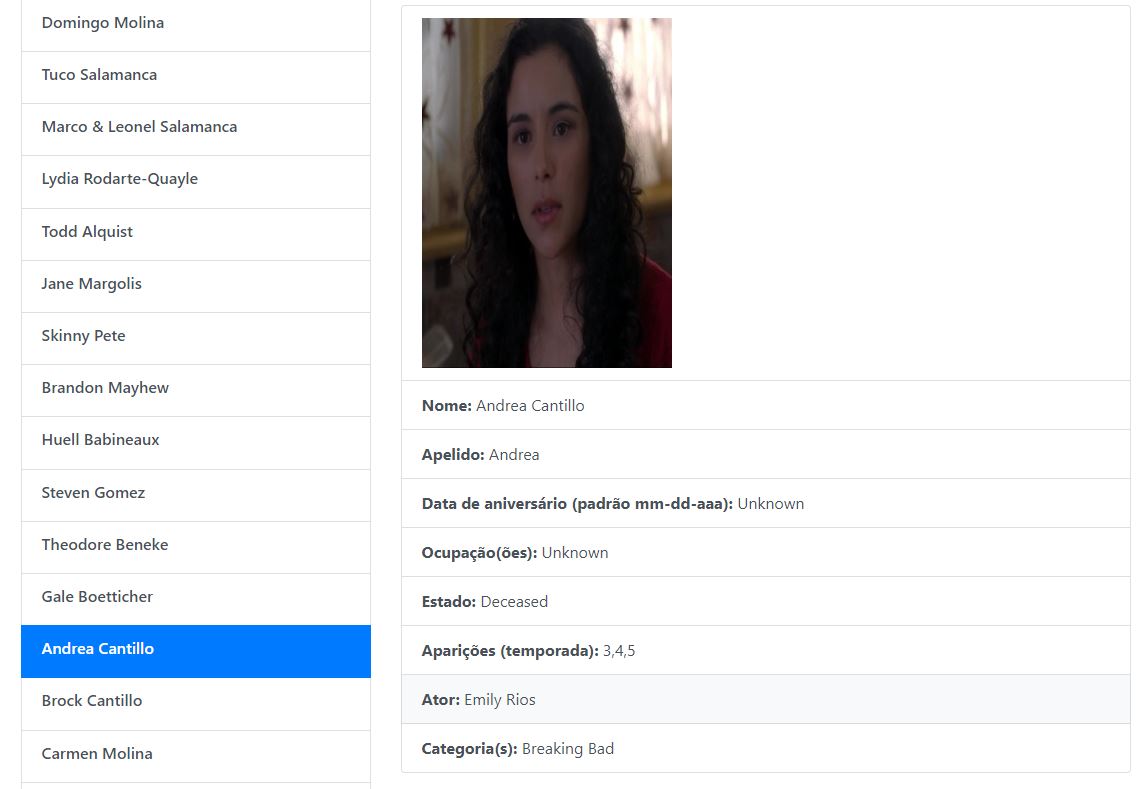 Domingo Molina
Tuco Salamanca
Marco & Leonel Salamanca
Lydia Rodarte-Quayle
Todd Alquist
Jane Margolis
Skinny Pete
Brandon Mayhew
Huell Babineaux
Steven Gomez
Theodore Beneke
Gale Boetticher
Andrea Cantillo
Brock Cantillo
Carmen Molina
Nome: Andrea Cantillo
Apelido: Andrea
Data de aniversário (padrão mm-dd-aaa): Unknown
Ocupação(ões): Unknown
Estado: Deceased
Aparições (temporada): 3,4,5
Ator: Emily Rios
Categoria(s): Breaking Bad